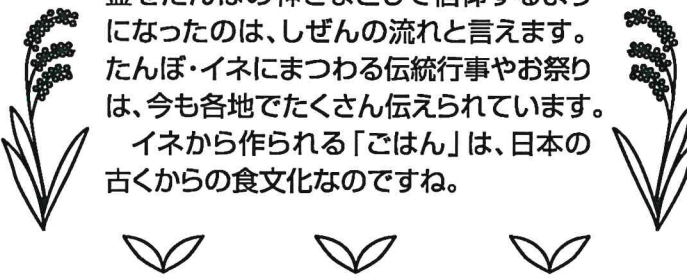 になったのは、しぜんの流れと言えます。
たんぼ・イネにまつわる伝統行事やお祭り
は、今も各地でたくさん伝えられています。
イネから作られる「ごはん」は、日本の
古くからの食文化なのですね。